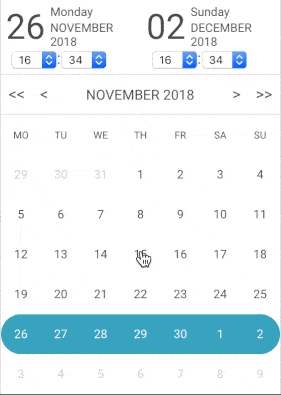 26 Monday NOVEMBER 2018
16 : 34
02 Sunday DECEMBER 2018
16 : 34
<< < NOVEMBER 2018 > >>
MO TU WE TH FR SA SU
29 30 31 1 2 3 4
5 6 7 8 9 10 11
12 13 14 15 16 17 18
19 20 21 22 23 24 25
26 27 28 29 30 1 2
3 4 5 6 7 8 9